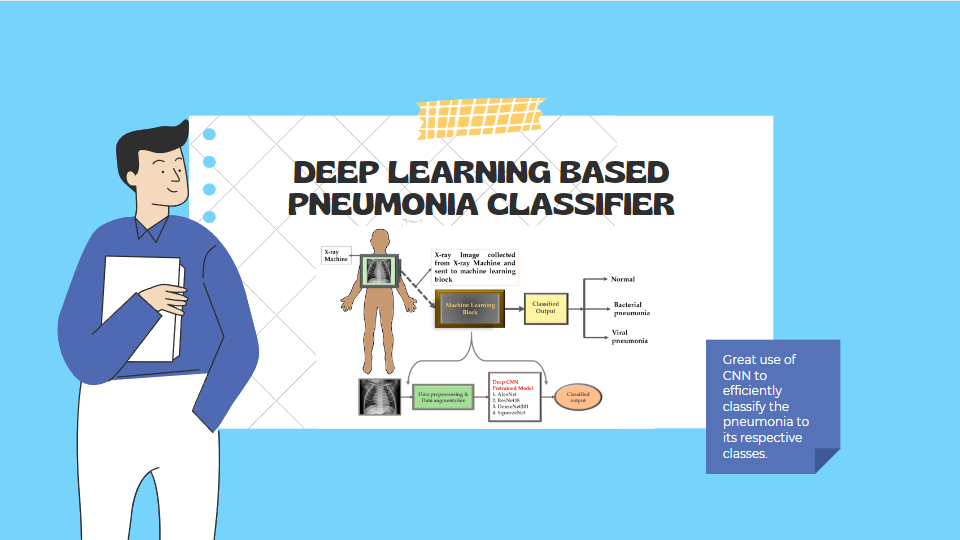 DEEP LEARNING BASED
PNEUMONIA CLASSIFIER
X-ray
Machine
X-ray Image collected
from X-ray Machine and
sent to machine learning
block
Machine Learning
Block
Classified
Output
Normal
Bacterial
pneumonia
Viral
pneumonia
Data preprocessing &
Data augmentation
Deep CNN
Pretrained Model
1. AlexNet
2. ResNet18
3. DenseNet201
4. SqueezeNet
Classified
output
Great use of
CNN to
efficiently
classify the
pneumonia to
its respective
classes.